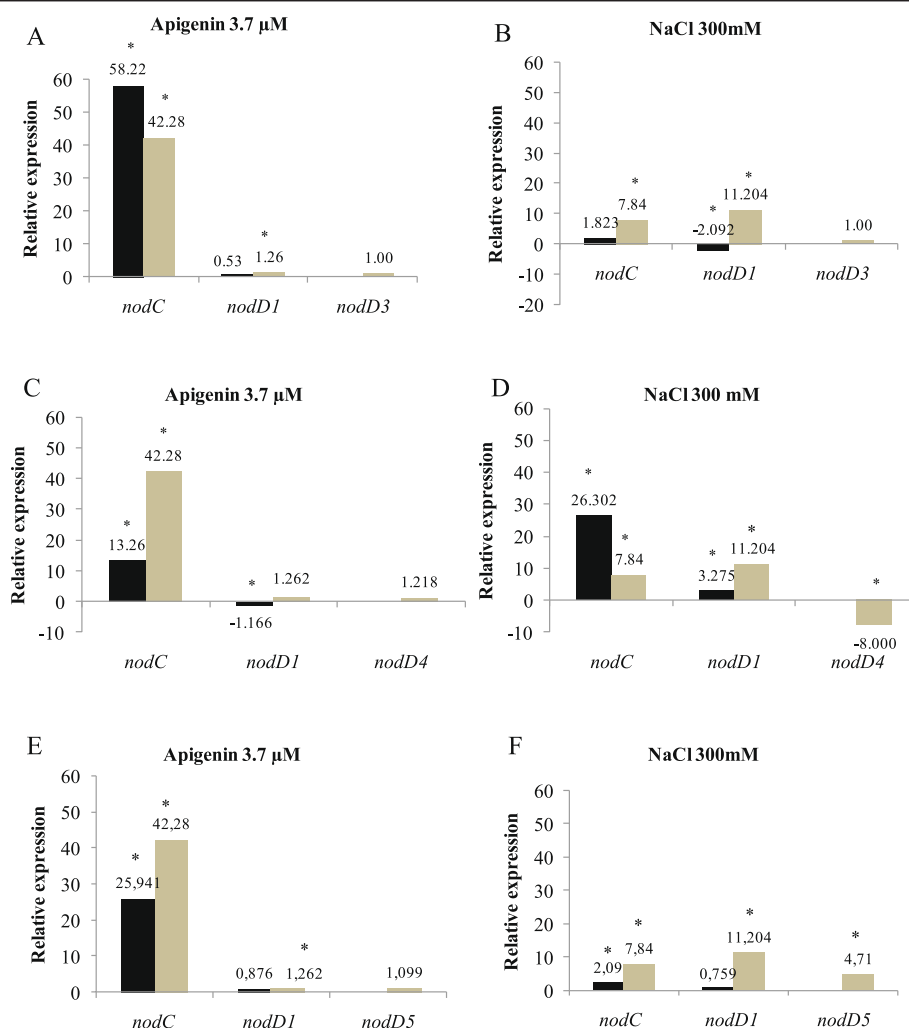 A
Apigenin 3.7 µM
Relative expression
60
50
40
30
20
10
0
*
58.22
*
42.28
0.53
*
1.26
1.00
nodC
nodD1
nodD3
B
NaCl 300mM
Relative expression
60
50
40
30
20
10
0
-10
-20
1.823
*
7.84
*
-2.092
*
11.204
1.00
nodC
nodD1
nodD3
C
Apigenin 3.7 µM
Relative expression
60
50
40
30
20
10
0
-10
*
13.26
*
42.28
*
-1.166
1.262
1.218
nodC
nodD1
nodD4
D
NaCl 300 mM
Relative expression
60
50
40
30
20
10
0
-10
*
26.302
*
7.84
*
3.275
*
11.204
*
-8.000
nodC
nodD1
nodD4
E
Apigenin 3.7 µM
Relative expression
60
50
40
30
20
10
0
*
25,941
*
42,28
0,876
*
1,262
1,099
nodC
nodD1
nodD5
F
NaCl 300mM
Relative expression
60
50
40
30
20
10
0
*
2,09
*
7,84
0,759
*
11,204
*
4,71
nodC
nodD1
nodD5